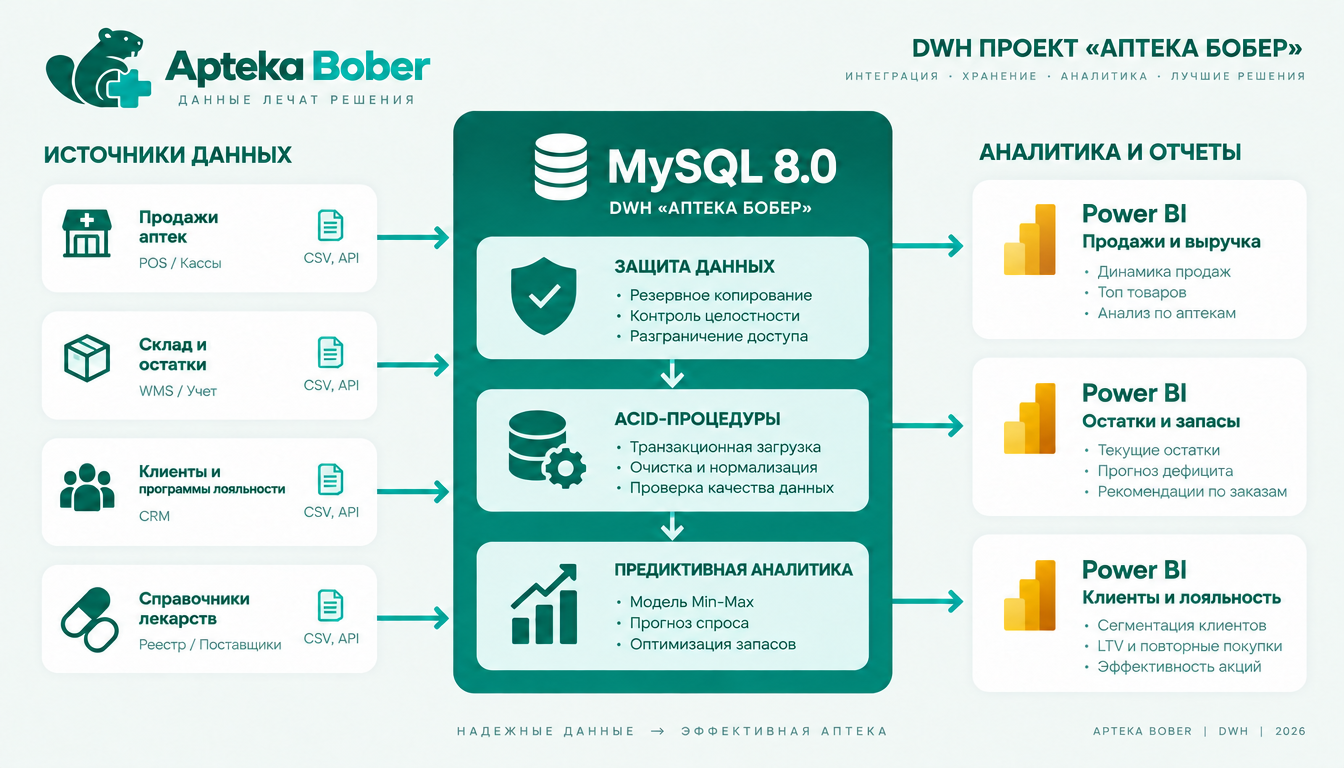 Apteka Bober
ДАННЫЕ ЛЕЧАТ РЕШЕНИЯ
DWH ПРОЕКТ «АПТЕКА БОБЕР»
ИНТЕГРАЦИЯ · ХРАНЕНИЕ · АНАЛИТИКА · ЛУЧШИЕ РЕШЕНИЯ
ИСТОЧНИКИ ДАННЫХ
Продажи
аптек
POS / Кассы
CSV, API
Склад и
остатки
WMS / Учет
CSV, API
Клиенты и
программы лояльности
CRM
CSV, API
Справочники
лекарств
Реестр / Поставщики
CSV, API
MySQL 8.0
DWH «АПТЕКА БОБЕР»
ЗАЩИТА ДАННЫХ
• Резервное копирование
• Контроль целостности
• Разграничение доступа
ACID-ПРОЦЕДУРЫ
• Транзакционная загрузка
• Очистка и нормализация
• Проверка качества данных
ПРЕДИКТИВНАЯ АНАЛИТИКА
• Модель Min-Max
• Прогноз спроса
• Оптимизация запасов
АНАЛИТИКА И ОТЧЕТЫ
Power BI
Продажи и выручка
• Динамика продаж
• Топ товаров
• Анализ по аптекам
Power BI
Остатки и запасы
• Текущие остатки
• Прогноз дефицита
• Рекомендации по заказам
Power BI
Клиенты и лояльность
• Сегментация клиентов
• LTV и повторные покупки
• Эффективность акций
НАДЕЖНЫЕ ДАННЫЕ → ЭФФЕКТИВНАЯ АПТЕКА
APTEKA BOBER | DWH | 2026